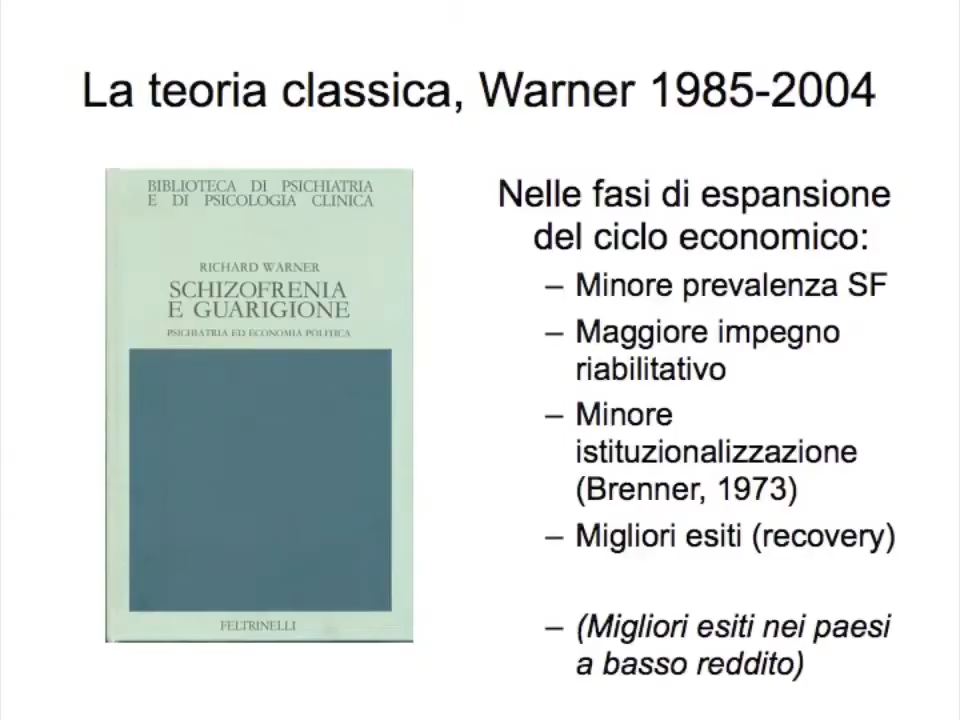 La teoria classica, Warner 1985-2004
BIBLIOTECA DI PSICHIATRIA
E DI PSICOLOGIA CLINICA
RICHARD WARNER
SCHIZOFRENIA
E GUARIGIONE
PSICHIATRIA ED ECONOMIA POLITICA
FELTRINELLI
Nelle fasi di espansione
del ciclo economico:
– Minore prevalenza SF
– Maggiore impegno
riabilitativo
– Minore
istituzionalizzazione
(Brenner, 1973)
– Migliori esiti (recovery)
– (Migliori esiti nei paesi
a basso reddito)